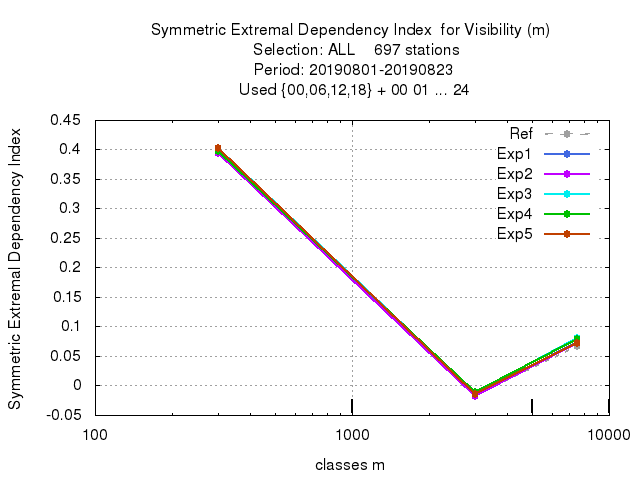 Symmetric Extremal Dependency Index  for Visibility (m)
Selection: ALL    697 stations
Period: 20190801-20190823
Used {00,06,12,18} + 00 01 ... 24
Symmetric Extremal Dependency Index
0.45
0.4
0.35
0.3
0.25
0.2
0.15
0.1
0.05
0
-0.05
Ref
Exp1
Exp2
Exp3
Exp4
Exp5
100
1000
10000
classes m